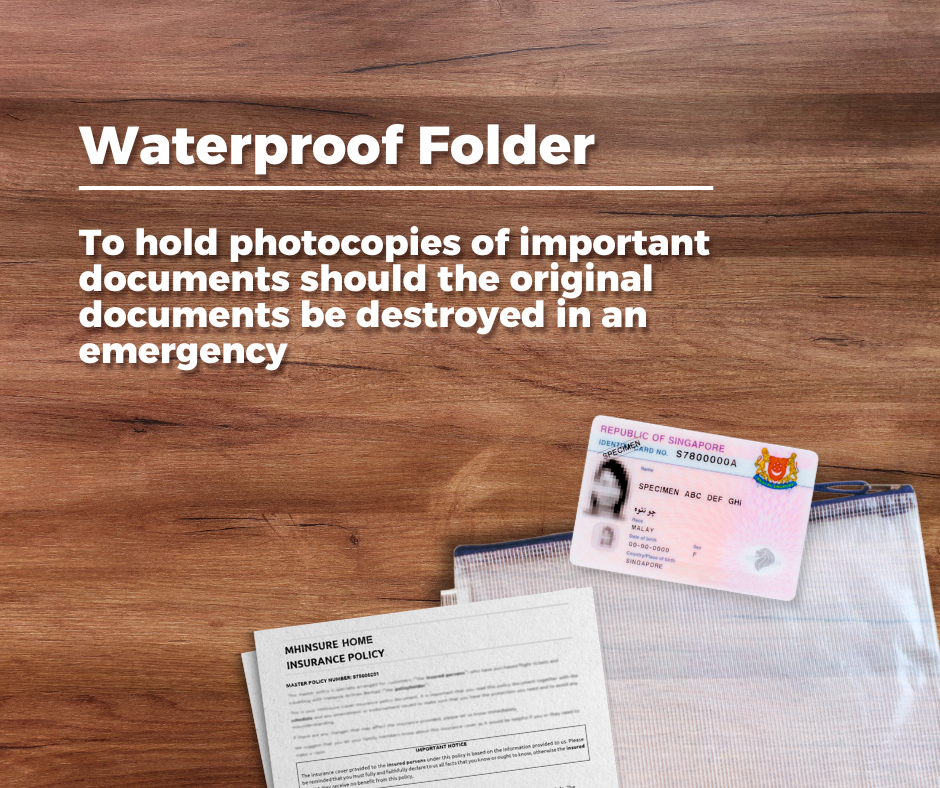 Waterproof Folder
To hold photocopies of important
documents should the original
documents be destroyed in an
emergency
REPUBLIC OF SINGAPORE
IDENTITY CARD NO. S7800000A
SPECIMEN
Name
SPECIMEN ABC DEF GHI
Race
MALAY
Date of birth
Sex
00-00-0000
F
Country/Place of birth
SINGAPORE
MHINSURE HOME
INSURANCE POLICY
MASTER POLICY NUMBER:
IMPORTANT NOTICE
The insurance cover provided to the insured persons under this policy is based on the information provided to us. Please
be reminded that you must fully and faithfully declare to us all facts that you know or ought to know, otherwise the insured
may receive no benefit from this policy.